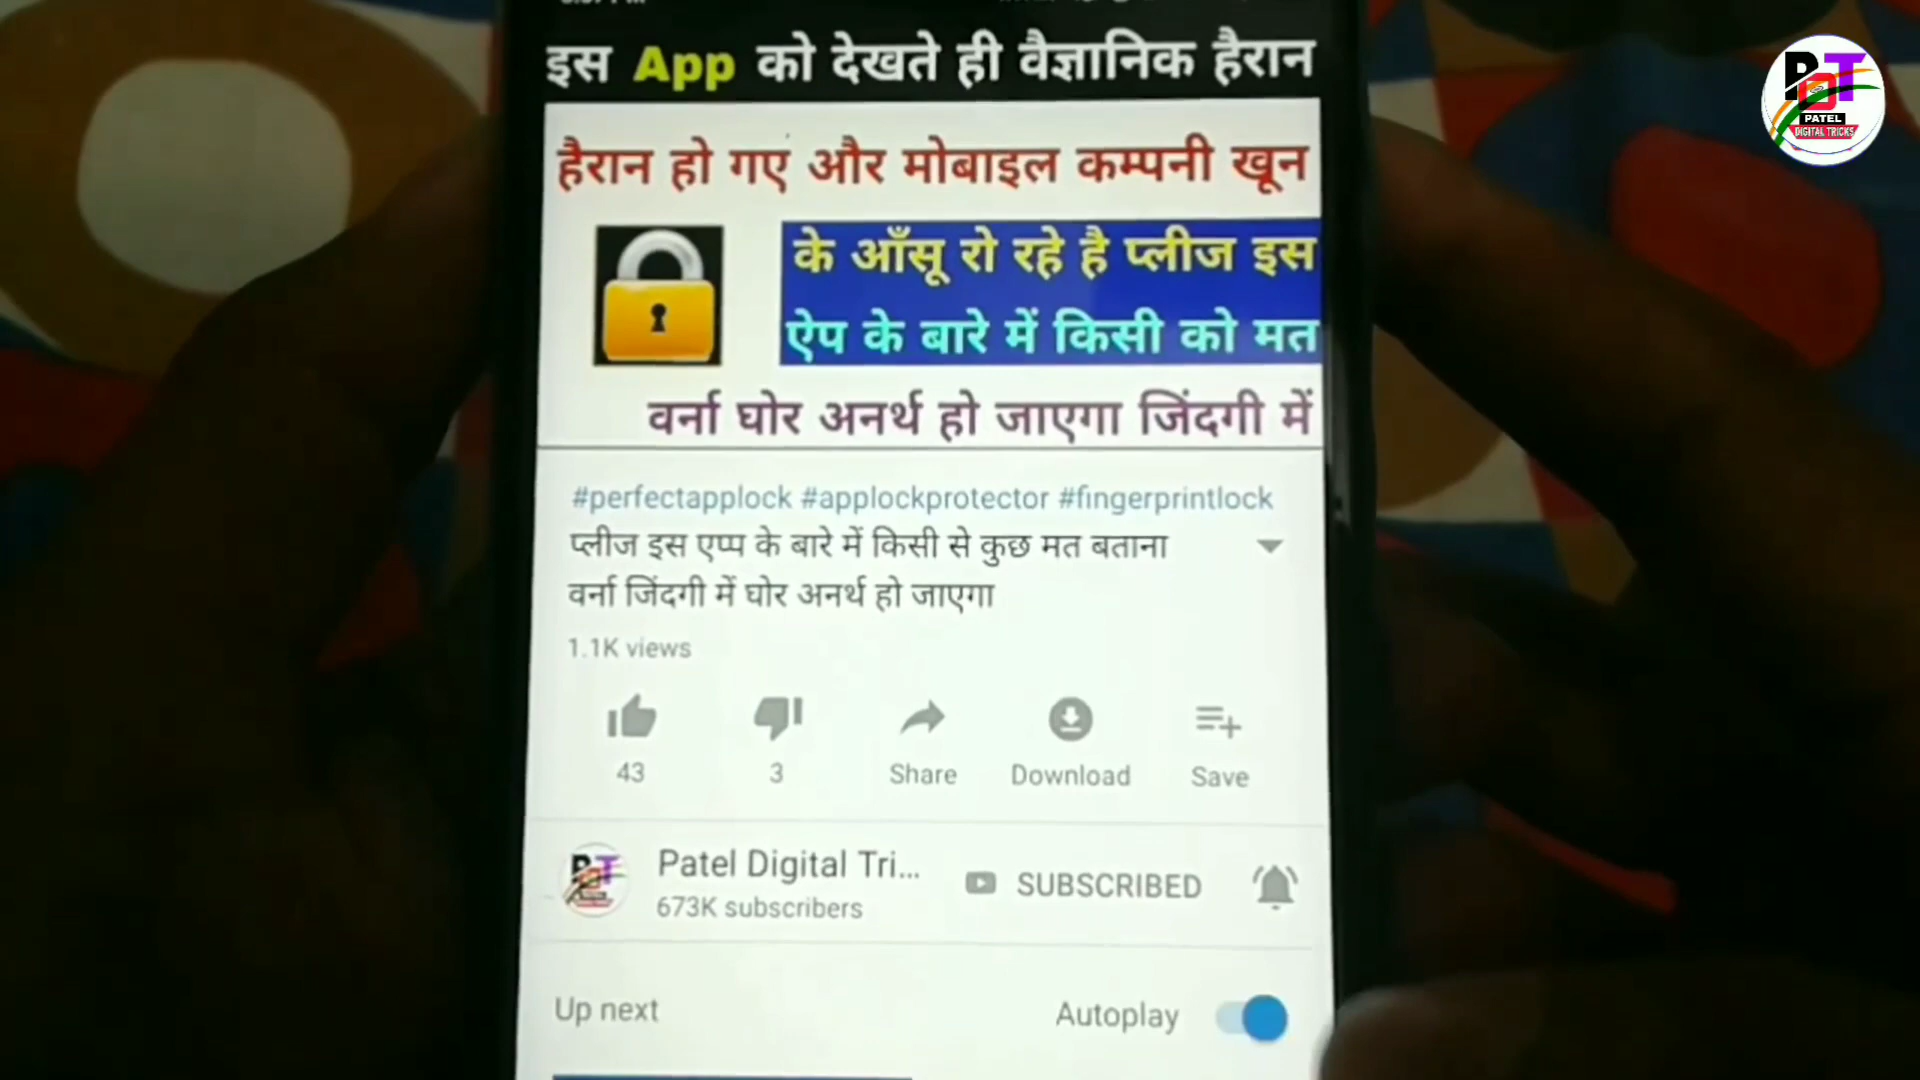 इस App को देखते ही वैज्ञानिक हैरान
हैरान हो गए और मोबाइल कम्पनी खून
के आँसू रो रहे है प्लीज इस
ऐप के बारे में किसी को मत
वर्ना घोर अनर्थ हो जाएगा जिंदगी में
#perfectapplock #applockprotector #fingerprintlock
प्लीज इस एप्प के बारे में किसी से कुछ मत बताना
वर्ना जिंदगी में घोर अनर्थ हो जाएगा
1.1K views
43
3
Share
Download
Save
Patel Digital Tri...
SUBSCRIBED
673K subscribers
Up next
Autoplay
PDT
PATEL
DIGITAL TRICKS